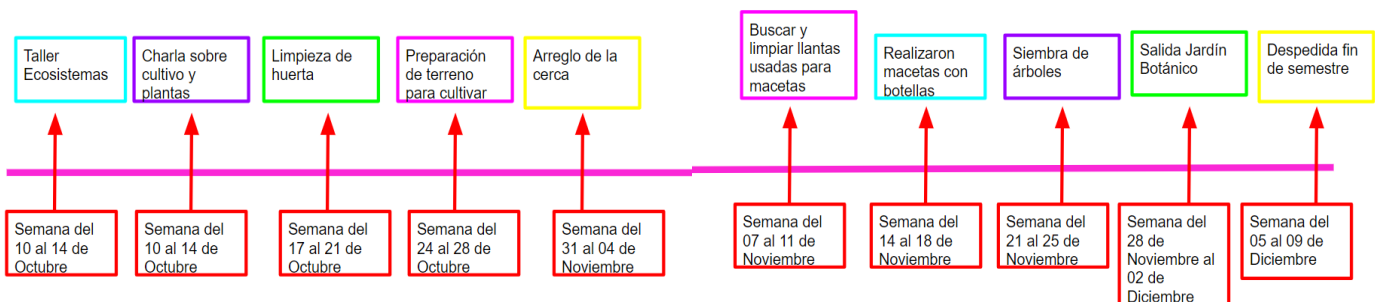 Taller
Ecosistemas
Charla sobre
cultivo y
plantas
Limpieza de
huerta
Preparación
de terreno
para cultivar
Arreglo de la
cerca
Buscar y
limpiar llantas
usadas para
macetas
Realizaron
macetas con
botellas
Siembra de
árboles
Salida Jardín
Botánico
Despedida fin
de semestre
Semana del
10 al 14 de
Octubre
Semana del
10 al 14 de
Octubre
Semana del
17 al 21 de
Octubre
Semana del
24 al 28 de
Octubre
Semana del
31 al 04 de
Noviembre
Semana del
07 al 11 de
Noviembre
Semana del
14 al 18 de
Noviembre
Semana del
21 al 25 de
Noviembre
Semana del
28 de
Noviembre al
02 de
Diciembre
Semana del
05 al 09 de
Diciembre